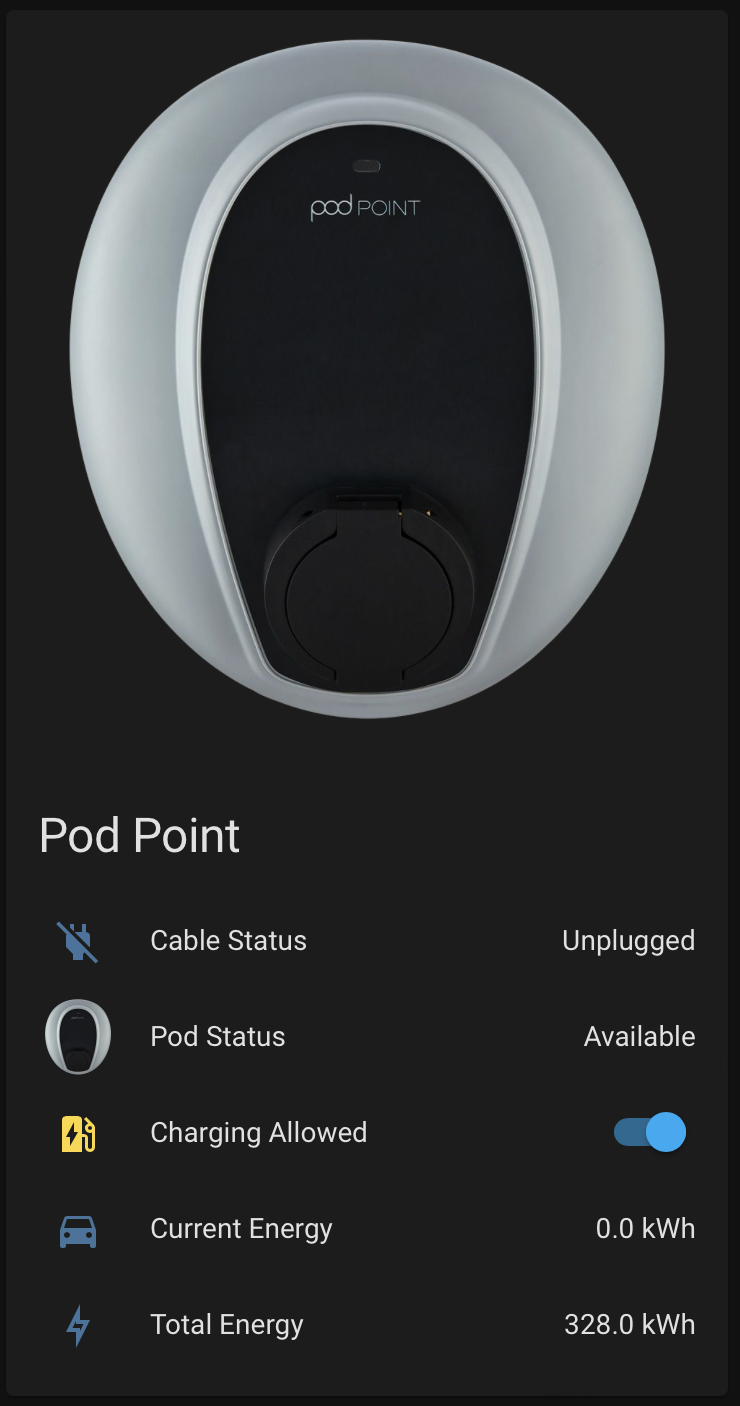 pod POINT
Pod Point
Cable Status Unplugged
Pod Status Available
Charging Allowed
Current Energy 0.0 kWh
Total Energy 328.0 kWh